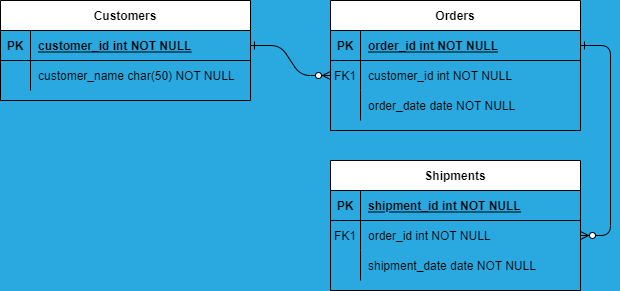 Customers
PK customer_id int NOT NULL
customer_name char(50) NOT NULL
Orders
PK order_id int NOT NULL
FK1 customer_id int NOT NULL
order_date date NOT NULL
Shipments
PK shipment_id int NOT NULL
FK1 order_id int NOT NULL
shipment_date date NOT NULL